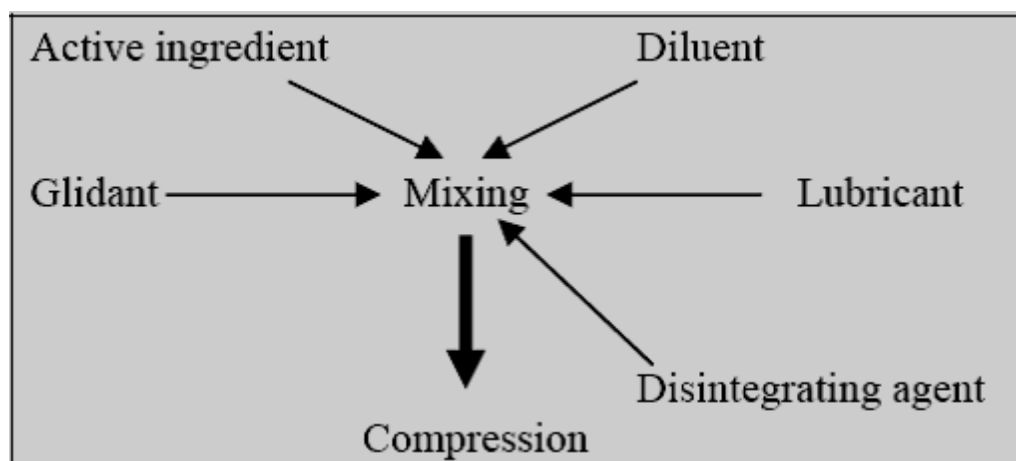 Active ingredient
Diluent
Glidant
Mixing
Lubricant
Disintegrating agent
Compression